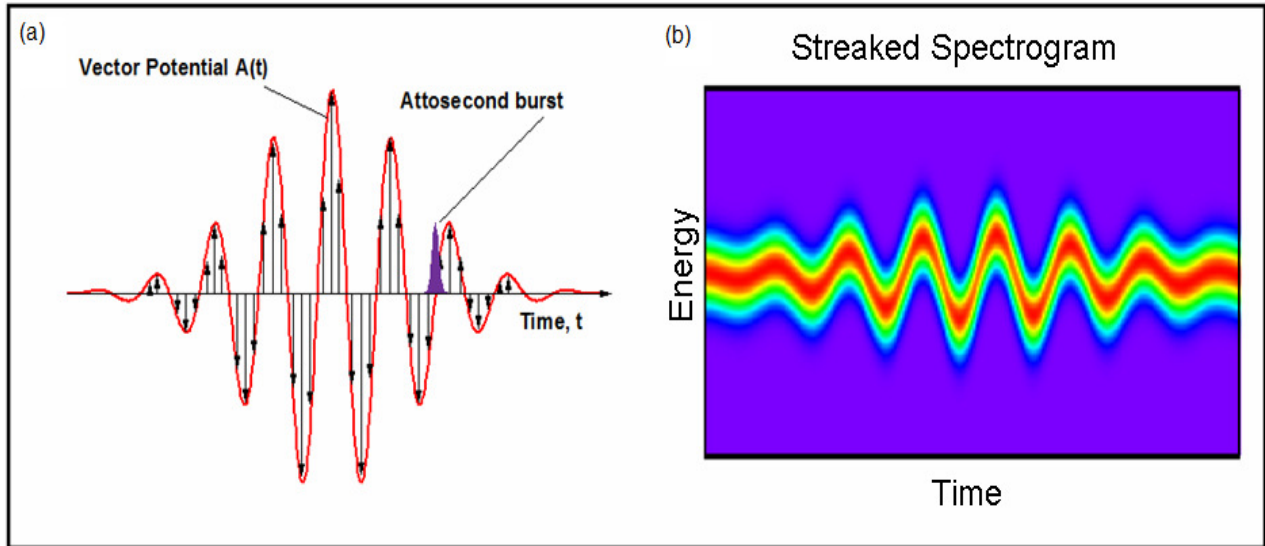 (a)
Vector Potential A(t)
Attosecond burst
Time, t
(b)
Streaked Spectrogram
Energy
Time